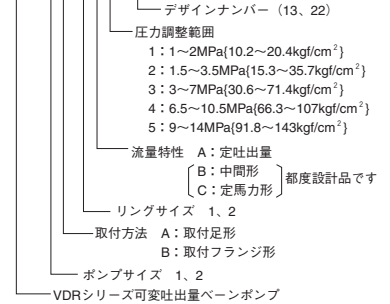 デザインナンバー（13、22）
圧力調整範囲
1：1～2MPa{10.2～20.4kgf/cm²}
2：1.5～3.5MPa{15.3～35.7kgf/cm²}
3：3～7MPa{30.6～71.4kgf/cm²}
4：6.5～10.5MPa{66.3～107kgf/cm²}
5：9～14MPa{91.8～143kgf/cm²}
流量特性 A：定吐出量
B：中間形
C：定馬力形
都度設計品です
リングサイズ 1、2
取付方法 A：取付足形
B：取付フランジ形
ポンプサイズ 1、2
VDRシリーズ可変吐出量ベーンポンプ